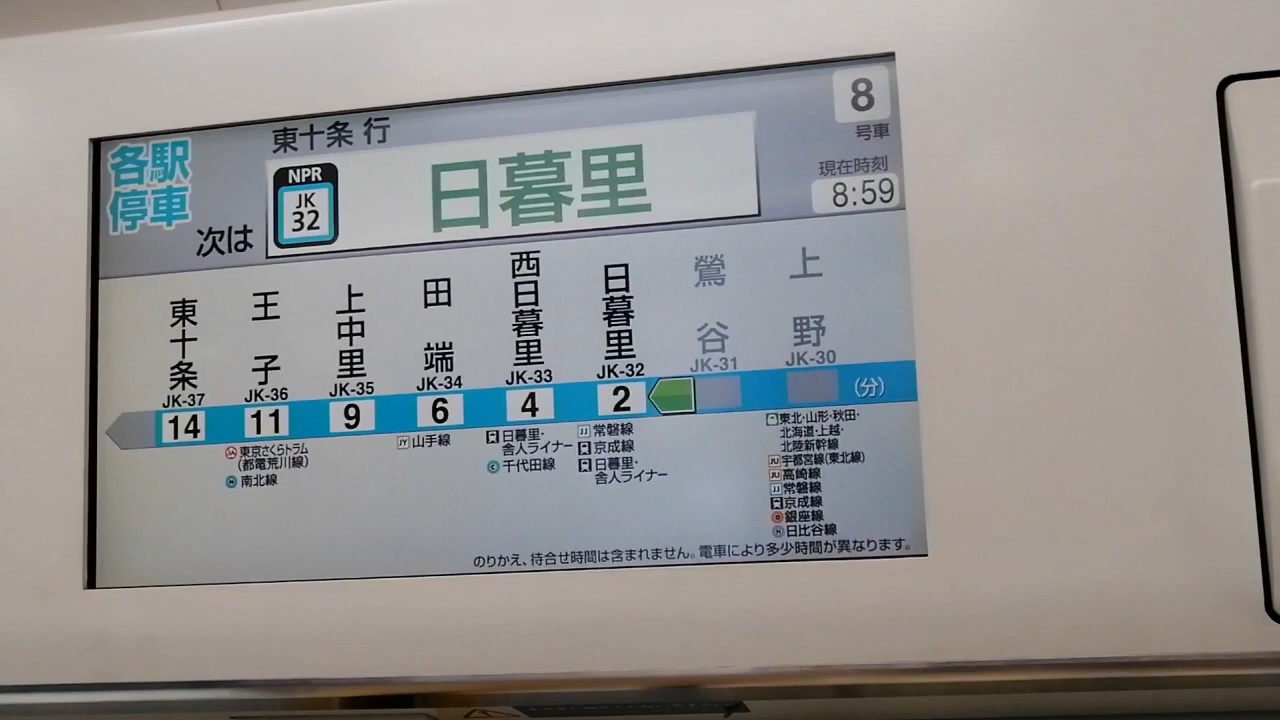 各駅
停車
東十条 行
8
号車
次は
NPR
JK
32
日暮里
現在時刻
8:59
東十条
JK-37
14
王子
JK-36
11
東京さくらトラム
(都電荒川線)
南北線
上中里
JK-35
9
田端
JK-34
6
JY 山手線
西日暮里
JK-33
4
日暮里・
舎人ライナー
C 千代田線
日暮里
JK-32
2
JJ 常磐線
京成線
日暮里・
舎人ライナー
鶯谷
JK-31
上野
JK-30
(分)
東北・山形・秋田・
北海道・上越・
北陸新幹線
JU 宇都宮線(東北線)
JU 高崎線
JJ 常磐線
京成線
G 銀座線
H 日比谷線
のりかえ、待合せ時間は含まれません。電車により多少時間が異なります。